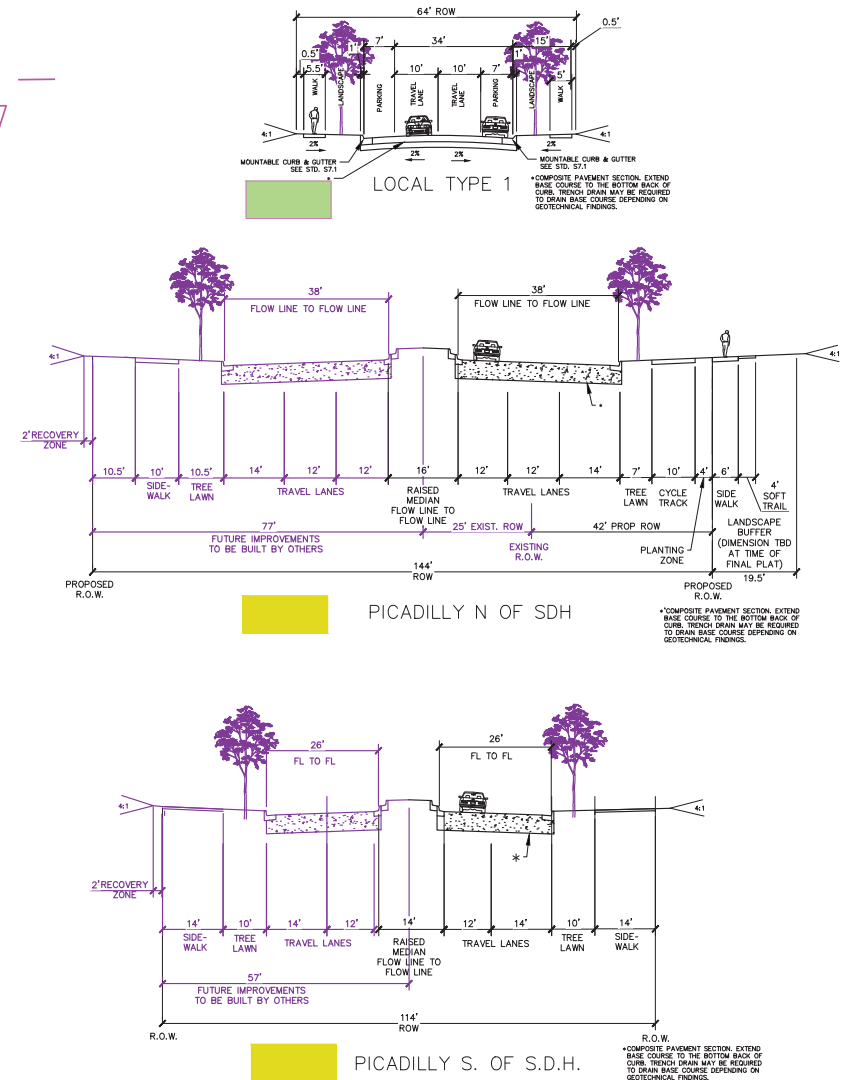 64' ROW
0.5'
7' 34' 15'
0.5' 1' 1'
5.5' 10' 10' 7' 5'
WALK
LANDSCAPE
PARKING
TRAVEL
LANE
TRAVEL
LANE
PARKING
LANDSCAPE
WALK
4:1 4:1
2% 2% 2% 2%
MOUNTABLE CURB & GUTTER
SEE STD. S7.1
*
MOUNTABLE CURB & GUTTER
SEE STD. S7.1
LOCAL TYPE 1
*COMPOSITE PAVEMENT SECTION. EXTEND
BASE COURSE TO THE BOTTOM BACK OF
CURB. TRENCH DRAIN MAY BE REQUIRED
TO DRAIN BASE COURSE DEPENDING ON
GEOTECHNICAL FINDINGS.
38' 38'
FLOW LINE TO FLOW LINE FLOW LINE TO FLOW LINE
4:1 4:1
*
2' RECOVERY
ZONE
10.5' 10' 10.5' 14' 12' 12' 16' 12' 12' 14' 7' 10' 4' 6'
SIDE-
WALK
TREE
LAWN
TRAVEL LANES
RAISED
MEDIAN
FLOW LINE TO
FLOW LINE
TRAVEL LANES
TREE
LAWN
CYCLE
TRACK
SIDE
WALK
4'
SOFT
TRAIL
77' 25' EXIST. ROW 42' PROP ROW
FUTURE IMPROVEMENTS
TO BE BUILT BY OTHERS
EXISTING
R.O.W.
PLANTING
ZONE
LANDSCAPE
BUFFER
(DIMENSION TBD
AT TIME OF
FINAL PLAT)
144'
ROW
19.5'
PROPOSED
R.O.W.
PROPOSED
R.O.W.
PICADILLY N OF SDH
*'COMPOSITE PAVEMENT SECTION. EXTEND
BASE COURSE TO THE BOTTOM BACK OF
CURB. TRENCH DRAIN MAY BE REQUIRED
TO DRAIN BASE COURSE DEPENDING ON
GEOTECHNICAL FINDINGS.
26' 26'
FL TO FL FL TO FL
4:1 4:1
*
2' RECOVERY
ZONE
14' 10' 14' 12' 14' 12' 14' 10' 14'
SIDE-
WALK
TREE
LAWN
TRAVEL LANES
RAISED
MEDIAN
FLOW LINE TO
FLOW LINE
TRAVEL LANES
TREE
LAWN
SIDE-
WALK
57'
FUTURE IMPROVEMENTS
TO BE BUILT BY OTHERS
114'
ROW
R.O.W. R.O.W.
PICADILLY S. OF S.D.H.
*COMPOSITE PAVEMENT SECTION. EXTEND
BASE COURSE TO THE BOTTOM BACK OF
CURB. TRENCH DRAIN MAY BE REQUIRED
TO DRAIN BASE COURSE DEPENDING ON
GEOTECHNICAL FINDINGS.